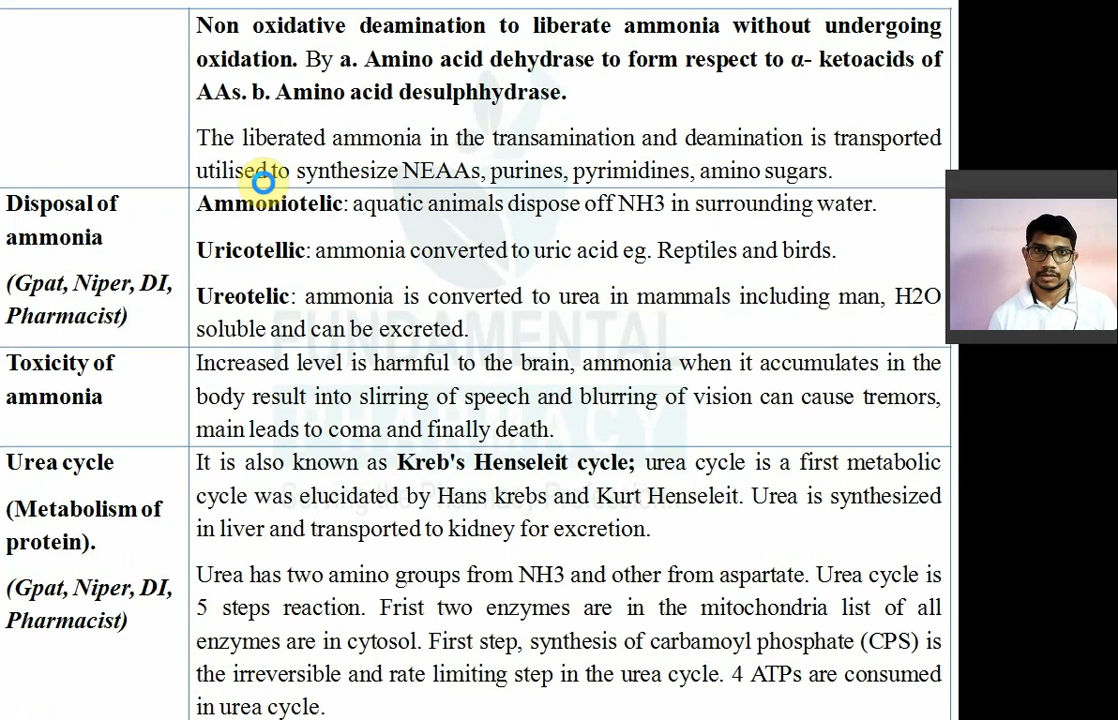 Non oxidative deamination to liberate ammonia without undergoing
oxidation. By a. Amino acid dehydrase to form respect to α- ketoacids of
AAs. b. Amino acid desulphhydrase.
The liberated ammonia in the transamination and deamination is transported
utilised to synthesize NEAAs, purines, pyrimidines, amino sugars.
Disposal of
ammonia
(Gpat, Niper, DI,
Pharmacist)
Ammoniotelic: aquatic animals dispose off NH3 in surrounding water.
Uricotellic: ammonia converted to uric acid eg. Reptiles and birds.
Ureotelic: ammonia is converted to urea in mammals including man, H2O
soluble and can be excreted.
Toxicity of
ammonia
Increased level is harmful to the brain, ammonia when it accumulates in the
body result into slirring of speech and blurring of vision can cause tremors,
main leads to coma and finally death.
Urea cycle
(Metabolism of
protein).
(Gpat, Niper, DI,
Pharmacist)
It is also known as Kreb's Henseleit cycle; urea cycle is a first metabolic
cycle was elucidated by Hans krebs and Kurt Henseleit. Urea is synthesized
in liver and transported to kidney for excretion.
Urea has two amino groups from NH3 and other from aspartate. Urea cycle is
5 steps reaction. Frist two enzymes are in the mitochondria list of all
enzymes are in cytosol. First step, synthesis of carbamoyl phosphate (CPS) is
the irreversible and rate limiting step in the urea cycle. 4 ATPs are consumed
in urea cycle.
FUNDAMENTAL
PHARMACY
Serving the Pharmacy Profession...